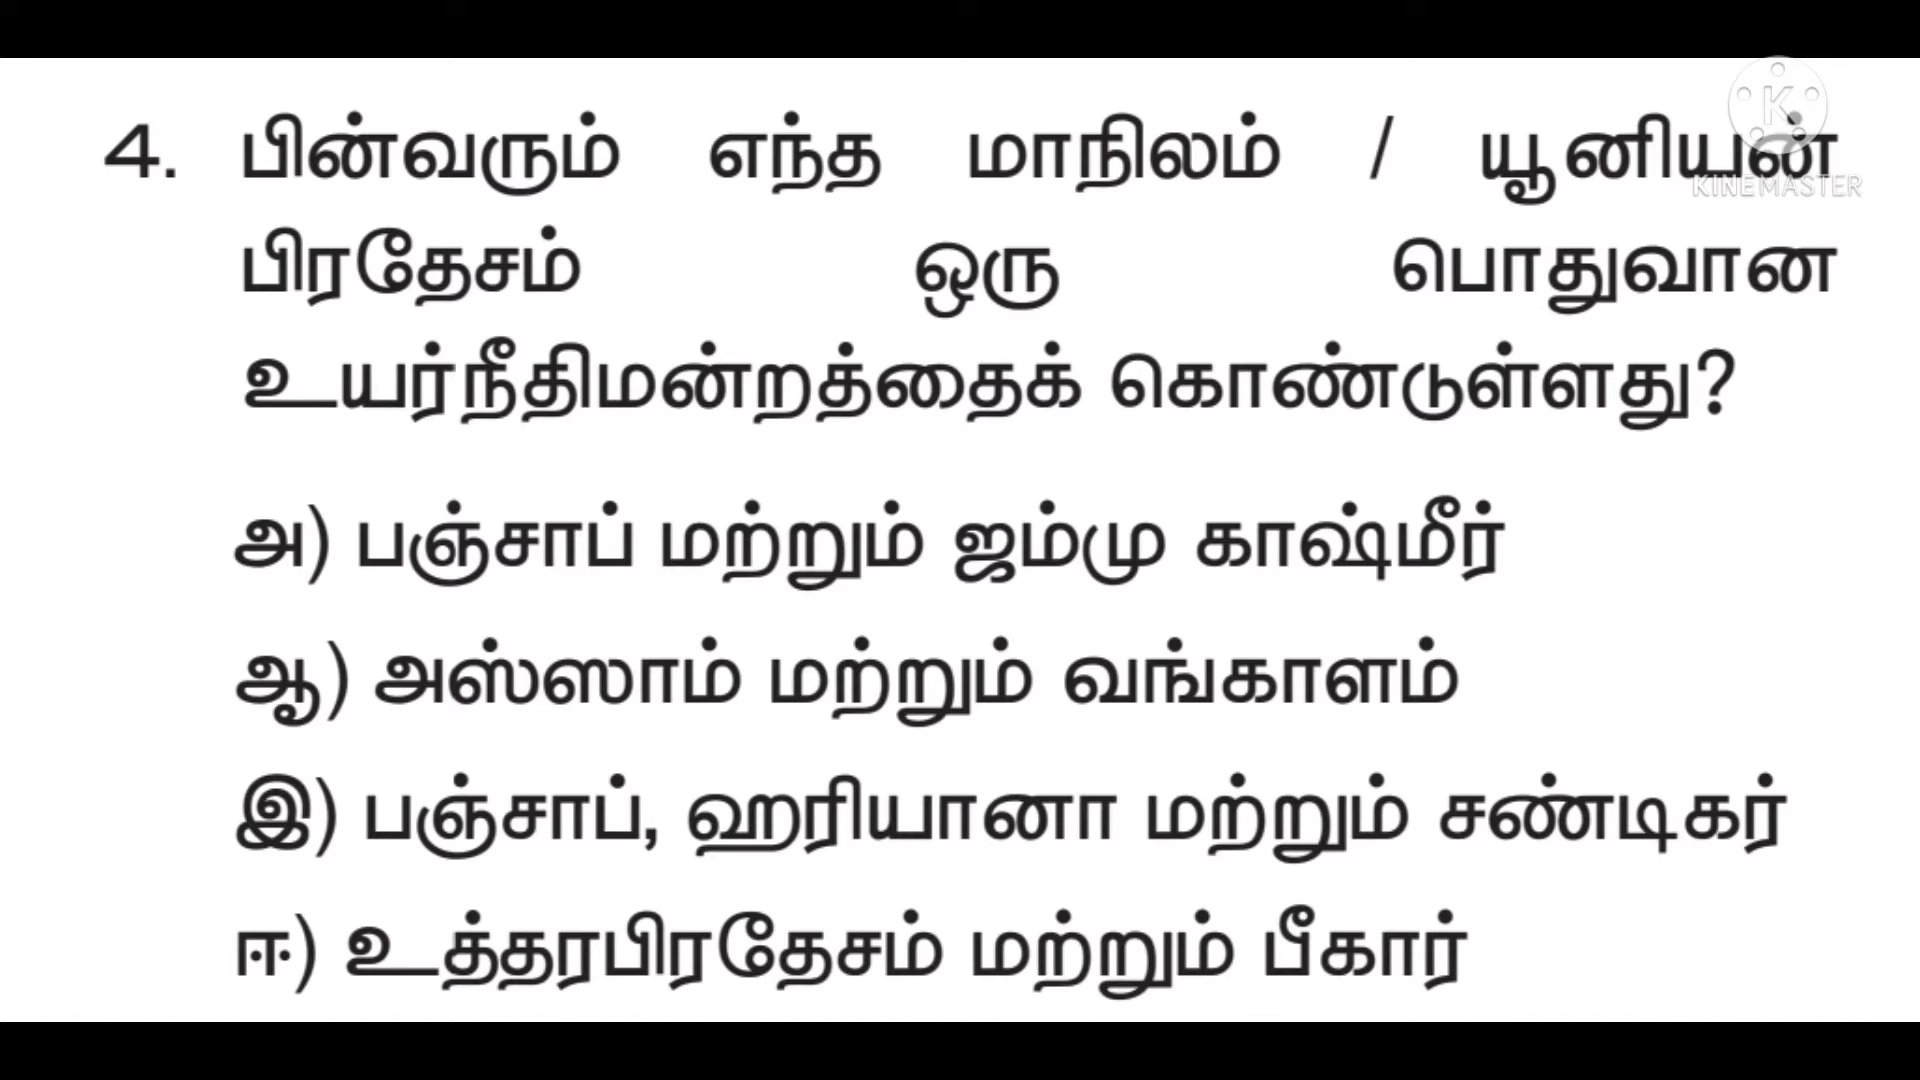 4. பின்வரும் எந்த மாநிலம் / யூனியன்
பிரதேசம் ஒரு பொதுவான
உயர்நீதிமன்றத்தைக் கொண்டுள்ளது?
அ) பஞ்சாப் மற்றும் ஜம்மு காஷ்மீர்
ஆ) அஸ்ஸாம் மற்றும் வங்காளம்
இ) பஞ்சாப், ஹரியானா மற்றும் சண்டிகர்
ஈ) உத்தரபிரதேசம் மற்றும் பீகார்
K
KINEMASTER